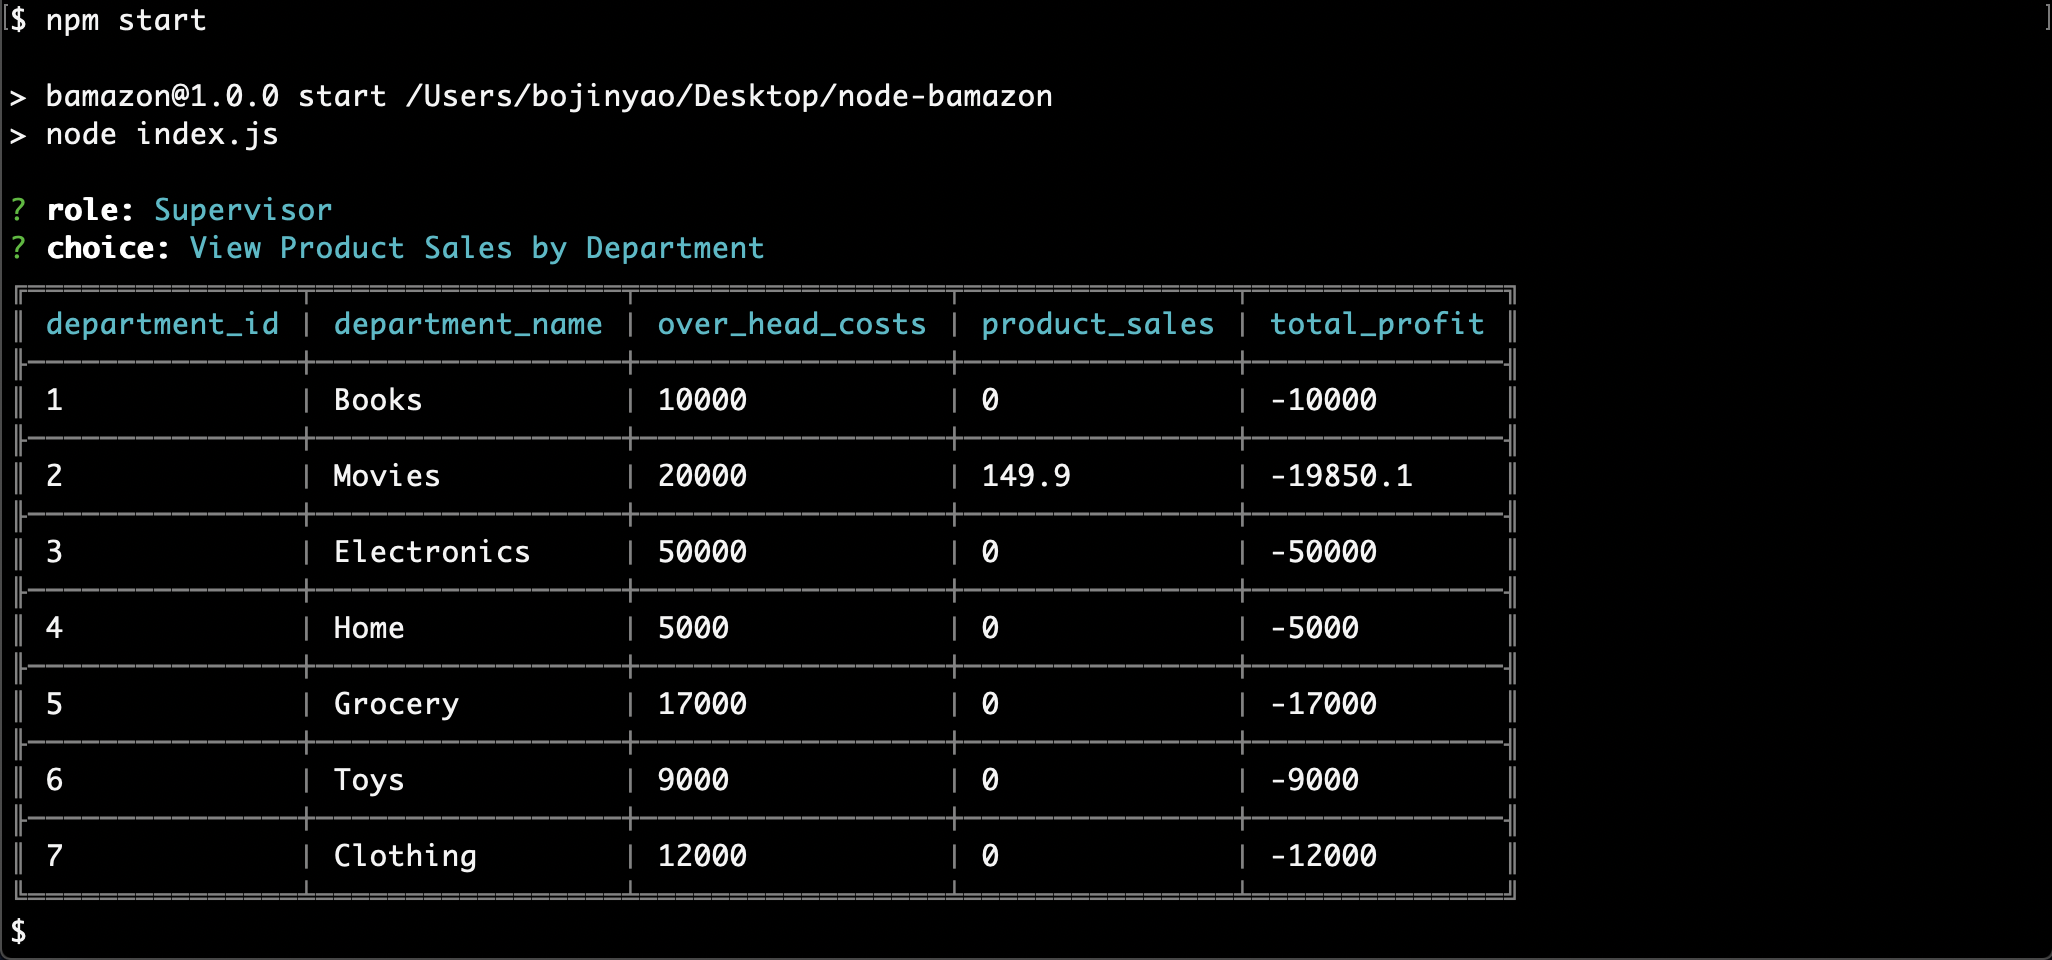 $ npm start
> bamazon@1.0.0 start /Users/bojinyao/Desktop/node-bamazon
> node index.js
? role: Supervisor
? choice: View Product Sales by Department
department_id | department_name | over_head_costs | product_sales | total_profit
1 | Books | 10000 | 0 | -10000
2 | Movies | 20000 | 149.9 | -19850.1
3 | Electronics | 50000 | 0 | -50000
4 | Home | 5000 | 0 | -5000
5 | Grocery | 17000 | 0 | -17000
6 | Toys | 9000 | 0 | -9000
7 | Clothing | 12000 | 0 | -12000
$